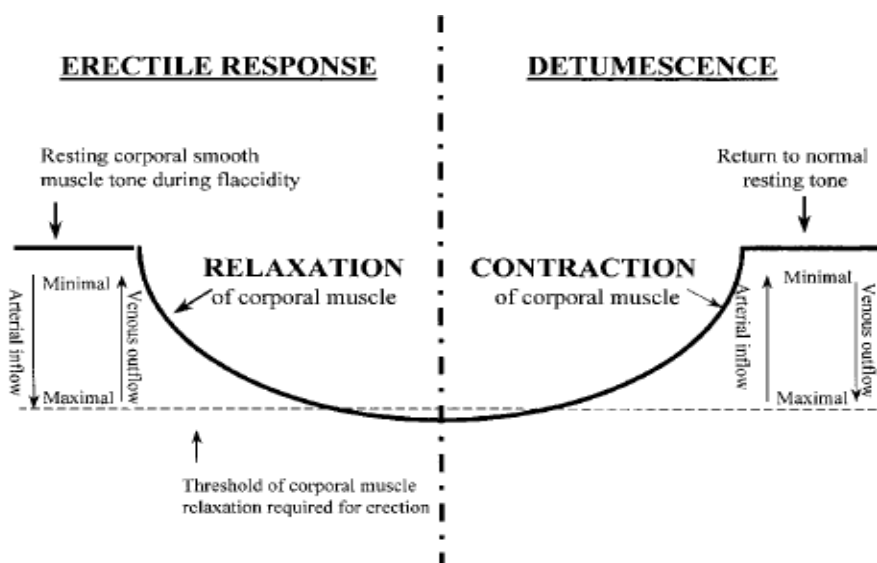 ERECTILE RESPONSE
DETUMESCENCE
Resting corporal smooth
muscle tone during flaccidity
Return to normal
resting tone
RELAXATION
of corporal muscle
CONTRACTION
of corporal muscle
Arterial inflow
Minimal
Maximal
Venous outflow
Arterial inflow
Minimal
Maximal
Venous outflow
Threshold of corporal muscle
relaxation required for erection